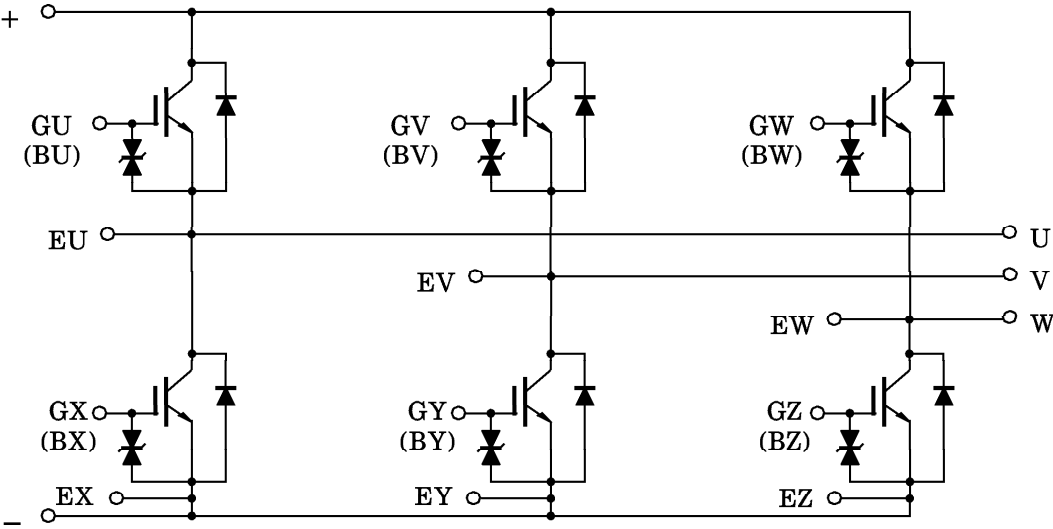 +
GU
(BU)
GV
(BV)
GW
(BW)
EU
U
EV
V
EW
W
GX
(BX)
GY
(BY)
GZ
(BZ)
EX
EY
EZ
−